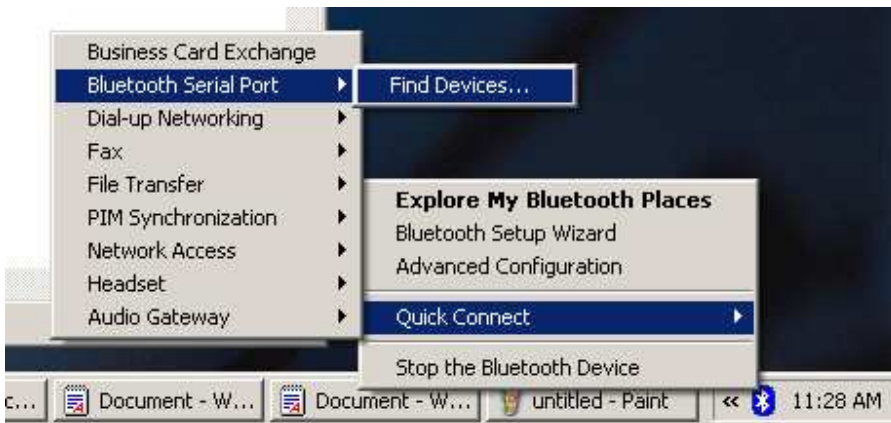 Business Card Exchange
Bluetooth Serial Port
Dial-up Networking
Fax
File Transfer
PIM Synchronization
Network Access
Headset
Audio Gateway
Find Devices...
Explore My Bluetooth Places
Bluetooth Setup Wizard
Advanced Configuration
Quick Connect
Stop the Bluetooth Device
c... Document - W... Document - W... untitled - Paint « 11:28 AM